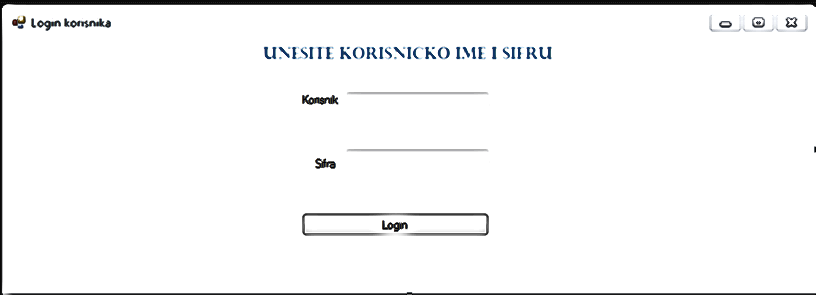 Login korisnika
UNESITE KORISNICKO IME I SIFRU
Korisnik
Sifra
Login